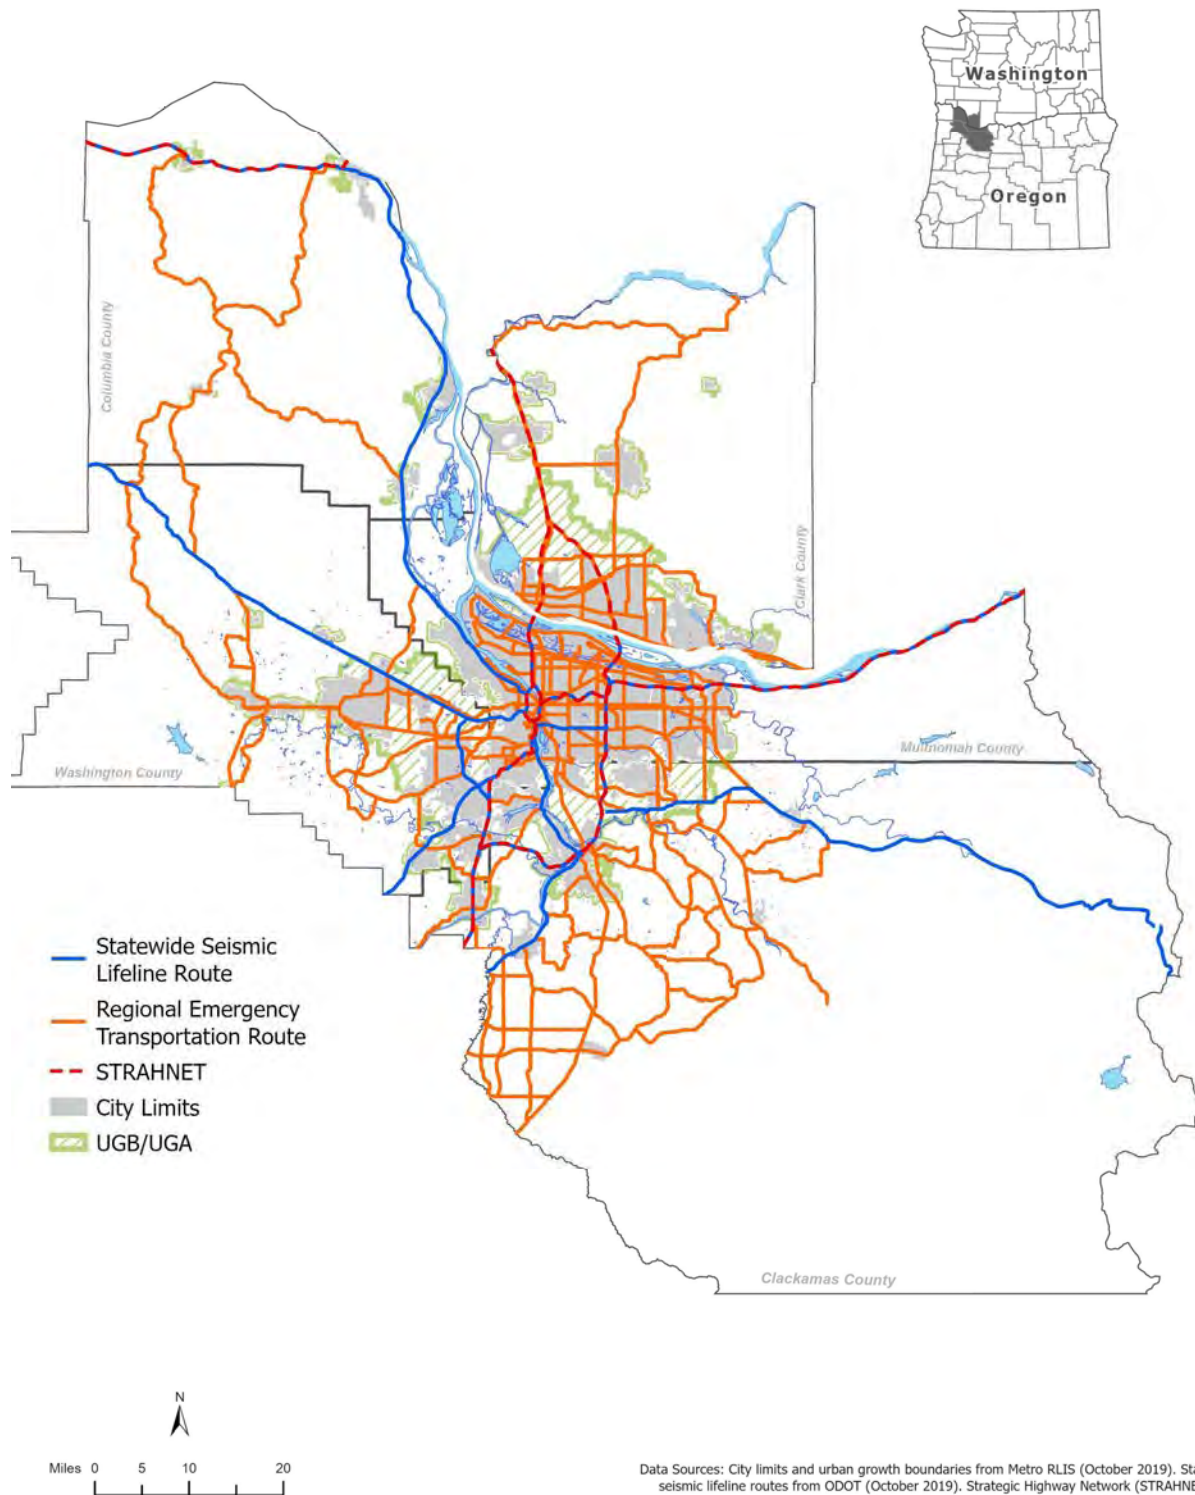 Washington
Oregon
Columbia County
Clark County
Multnomah County
Washington County
Statewide Seismic
Lifeline Route
Regional Emergency
Transportation Route
STRAHNET
City Limits
UGB/UGA
Clackamas County
N
Miles 0 5 10 20
Data Sources: City limits and urban growth boundaries from Metro RLIS (October 2019). Sta
seismic lifeline routes from ODOT (October 2019). Strategic Highway Network (STRAHNE